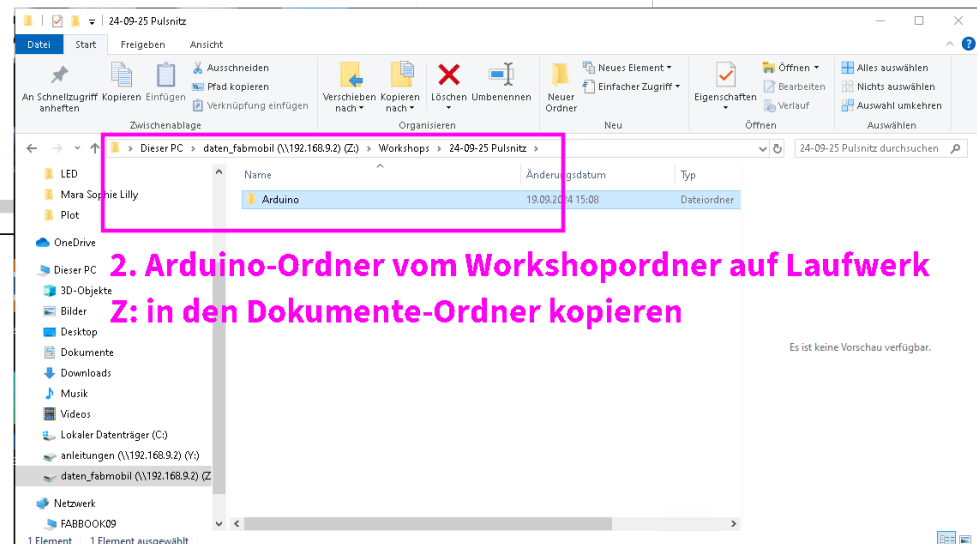 24-09-25 Pulsnitz
Datei Start Freigeben Ansicht
An Schnellzugriff anheften
Kopieren
Einfügen
Ausschneiden
Pfad kopieren
Verknüpfung einfügen
Zwischenablage
Verschieben nach
Kopieren nach
Löschen
Umbenennen
Organisieren
Neuer Ordner
Neues Element
Einfacher Zugriff
Neu
Eigenschaften
Öffnen
Bearbeiten
Verlauf
Öffnen
Alles auswählen
Nichts auswählen
Auswahl umkehren
Auswählen
Dieser PC > daten_fabmobil (\\192.168.9.2) (Z:) > Workshops > 24-09-25 Pulsnitz >
24-09-25 Pulsnitz durchsuchen
Name Änderungsdatum Typ
Arduino 19.09.2024 15:08 Dateiordner
LED
Mara Sophie Lilly
Plot
OneDrive
Dieser PC
3D-Objekte
Bilder
Desktop
Dokumente
Downloads
Musik
Videos
Lokaler Datenträger (C:)
anleitungen (\\192.168.9.2) (Y:)
daten_fabmobil (\\192.168.9.2) (Z
Netzwerk
FABBOOK09
2. Arduino-Ordner vom Workshopordner auf Laufwerk
Z: in den Dokumente-Ordner kopieren
Es ist keine Vorschau verfügbar.
1 Element 1 Element ausgewählt